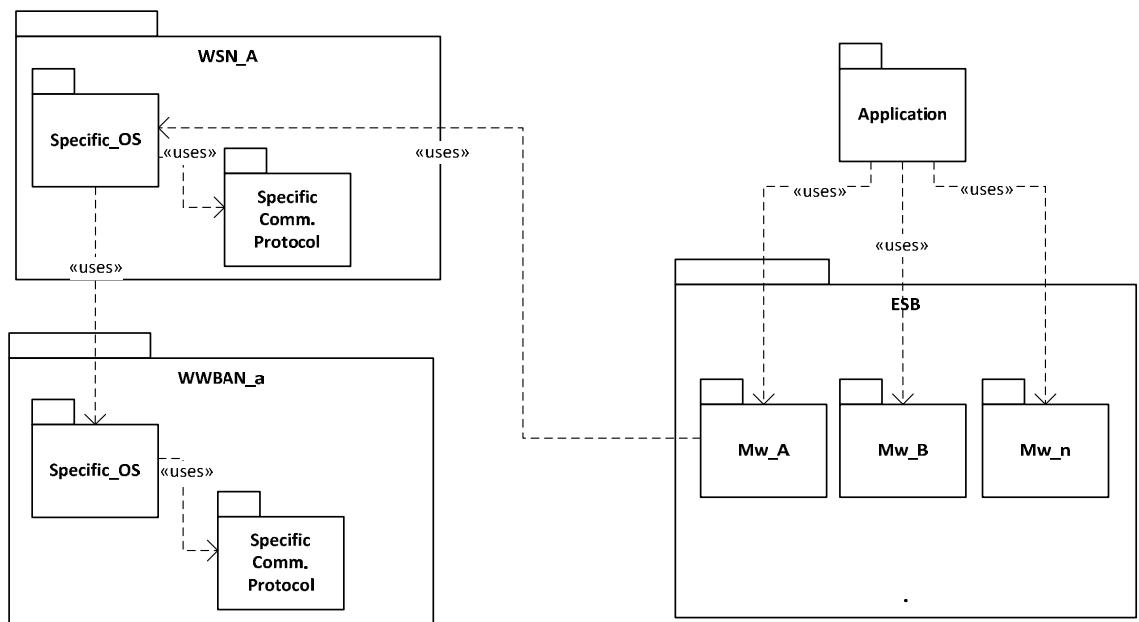 WSN_A
Specific_OS
«uses»
Specific
Comm.
Protocol
«uses»
«uses»
WWBAN_a
Specific_OS
«uses»
Specific
Comm.
Protocol
Application
«uses»
«uses»
«uses»
ESB
Mw_A
Mw_B
Mw_n
.